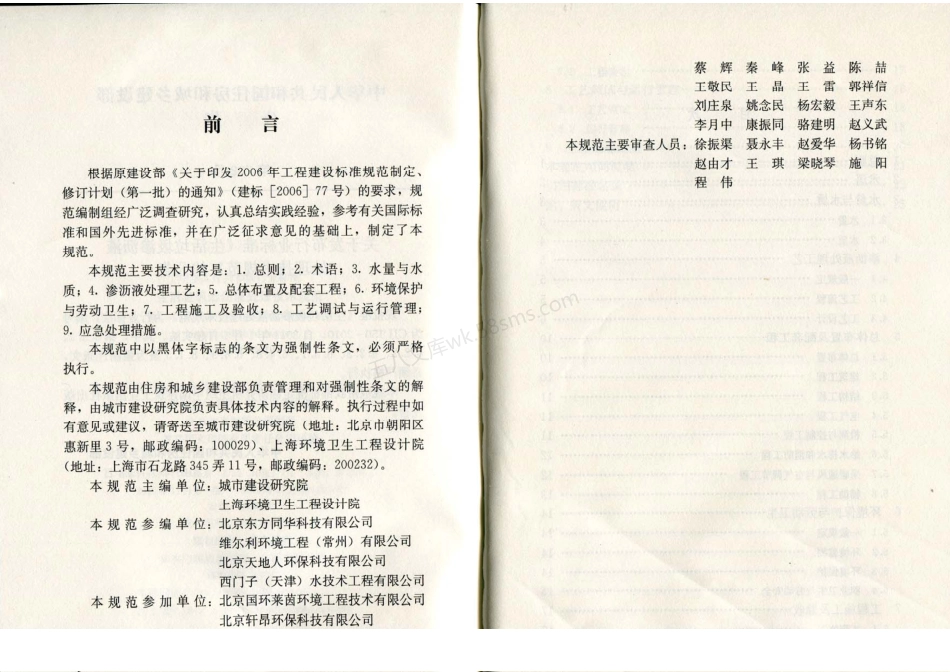 前言
根据原建设部《关于印发2006年工程建设标准规范制定、
修订计划（第一批）的通知》（建标［2006］77号）的要求，规
范编制组经广泛调查研究，认真总结实践经验，参考有关国际标
准和国外先进标准，并在广泛征求意见的基础上，制定了本
规范。
本规范主要技术内容是：1. 总则；2. 术语；3. 水量与水
质；4. 渗沥液处理工艺；5. 总体布置及配套工程；6. 环境保护
与劳动卫生；7. 工程施工及验收；8. 工艺调试与运行管理；
9. 应急处理措施。
本规范中以黑体字标志的条文为强制性条文，必须严格
执行。
本规范由住房和城乡建设部负责管理和对强制性条文的解
释，由城市建设研究院负责具体技术内容的解释。执行过程中如
有意见或建议，请寄送至城市建设研究院（地址：北京市朝阳区
惠新里3号，邮政编码：100029）、上海环境卫生工程设计院
（地址：上海市石龙路345弄11号，邮政编码：200232）。
本规范主编单位：城市建设研究院
上海环境卫生工程设计院
本规范参编单位：北京东方同华科技有限公司
维尔利环境工程（常州）有限公司
北京天地人环保科技有限公司
西门子（天津）水技术工程有限公司
本规范参加单位：北京国环莱茵环境工程技术有限公司
北京轩昂环保科技有限公司
蔡辉 秦峰 张益 陈喆
王敬民 王晶 王雷 郭祥信
刘庄泉 姚念民 杨宏毅 王声东
李月中 康振同 骆建明 赵义武
本规范主要审查人员：徐振渠 聂永丰 赵爱华 杨书铭
赵由才 王琪 梁晓琴 施阳
程伟